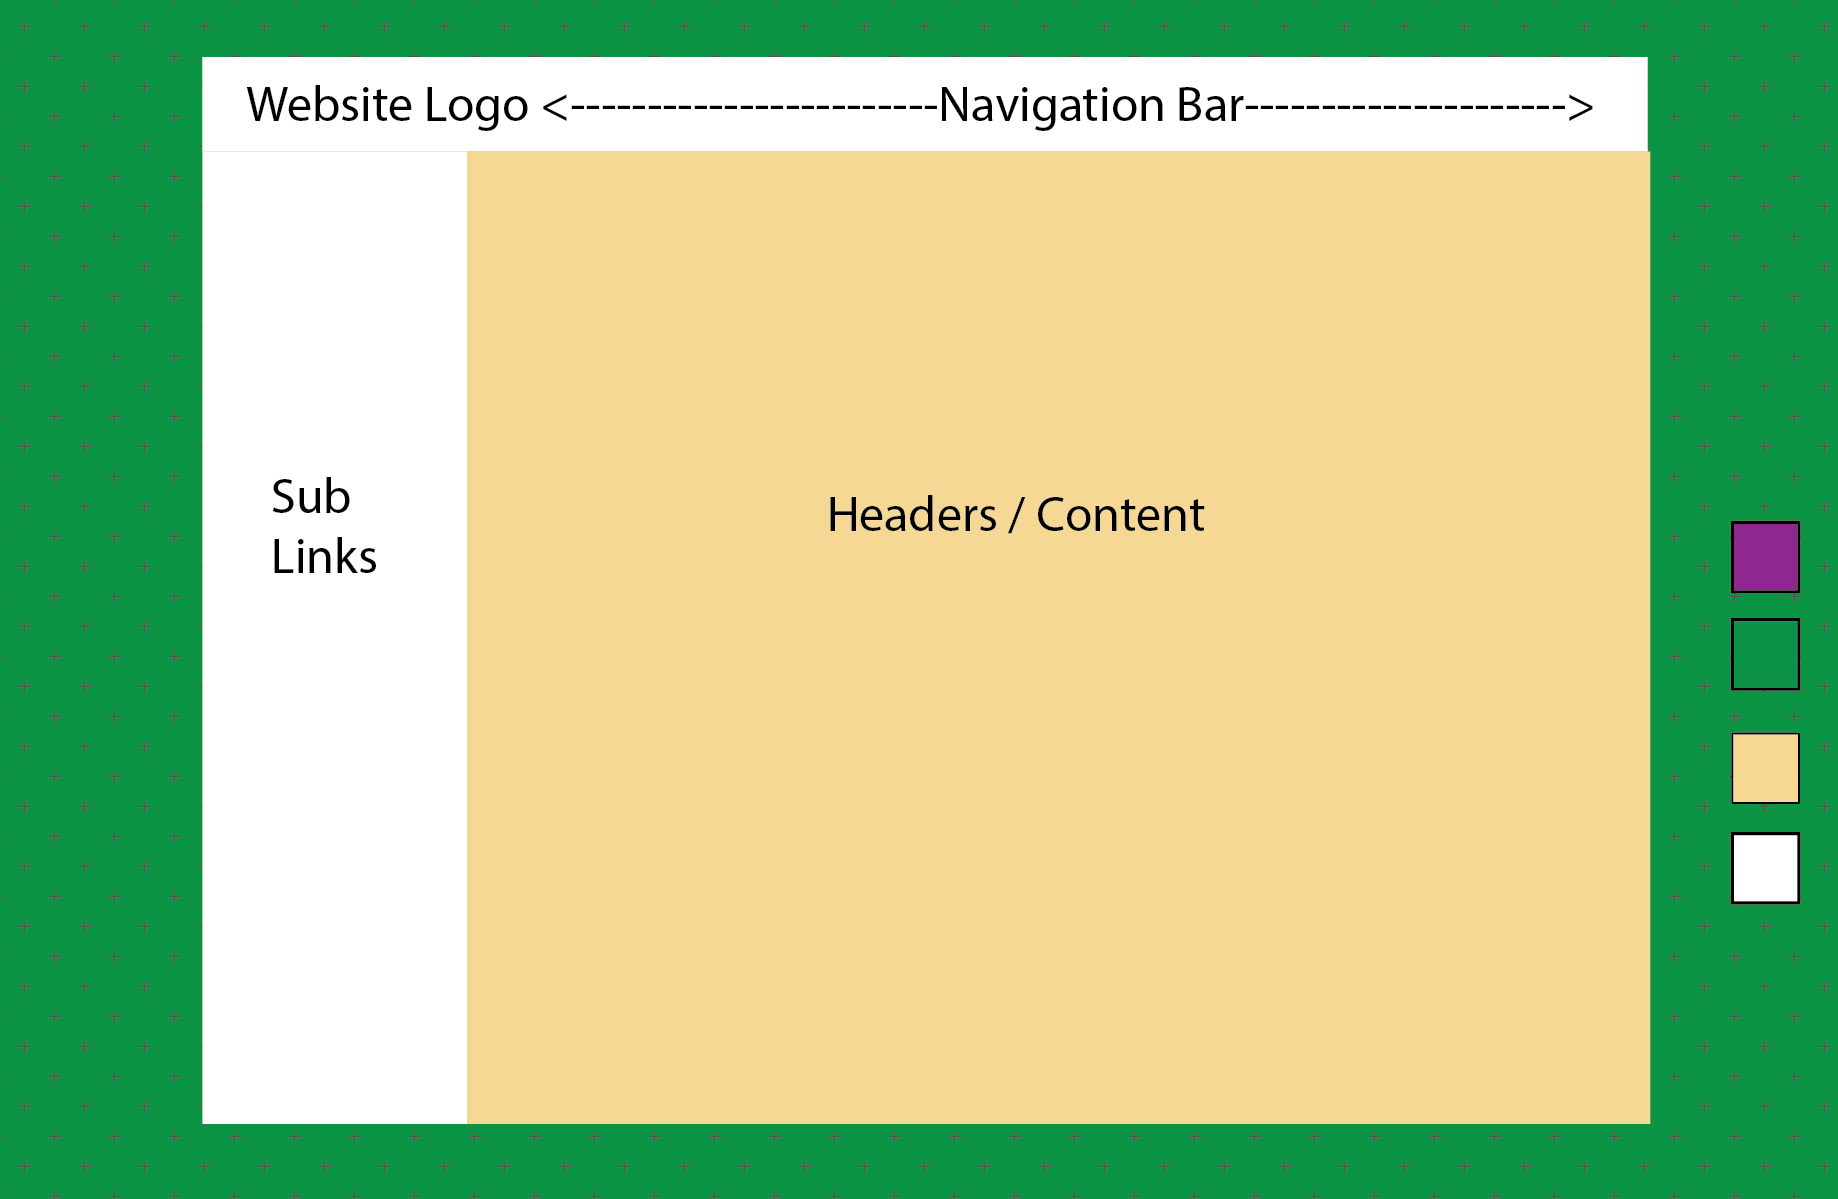 Website Logo <------------------------Navigation Bar--------------------->
Sub
Links
Headers / Content